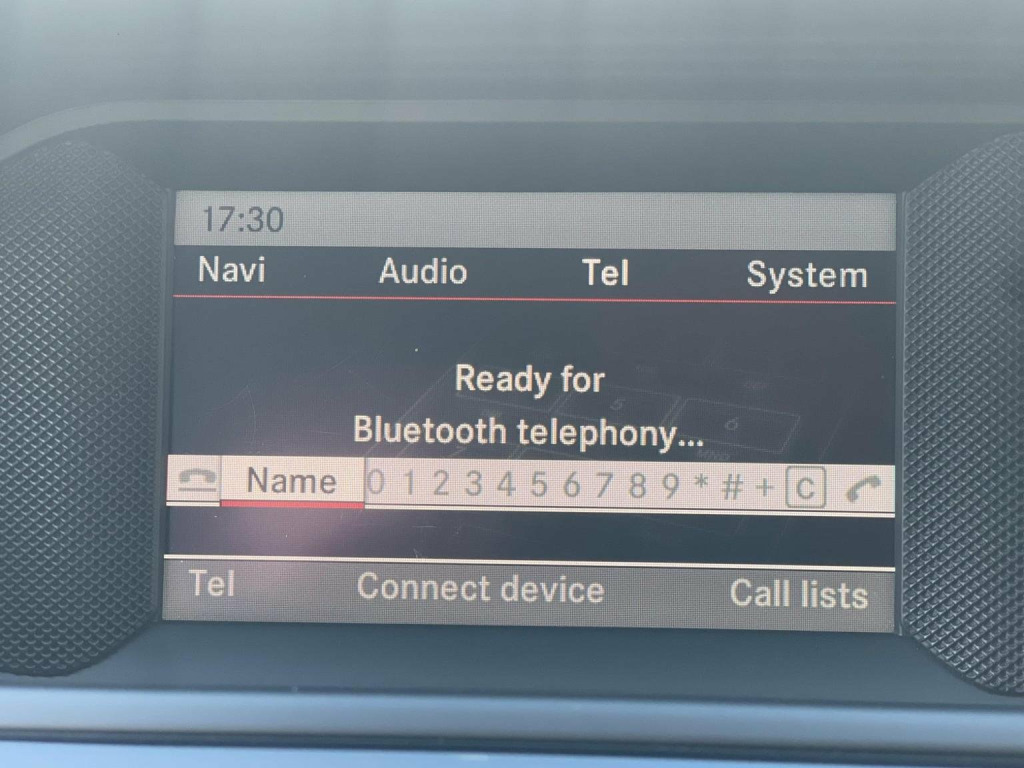 17:30
Navi Audio Tel System
Ready for
Bluetooth telephony...
Name 0 1 2 3 4 5 6 7 8 9 * # + C
Tel Connect device Call lists